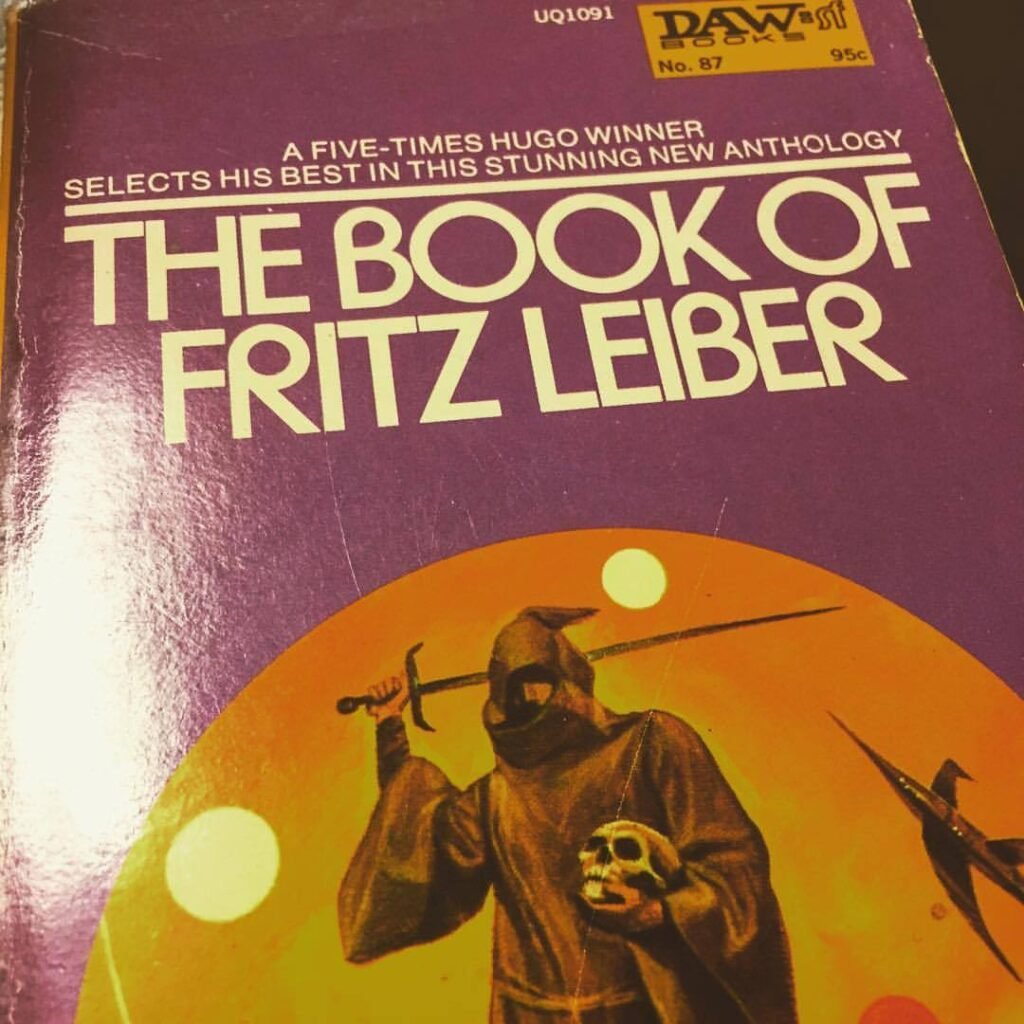 UQ1091
DAW=sf
BOOKS
No. 87 95c
A FIVE-TIMES HUGO WINNER
SELECTS HIS BEST IN THIS STUNNING NEW ANTHOLOGY
THE BOOK OF
FRITZ LEIBER